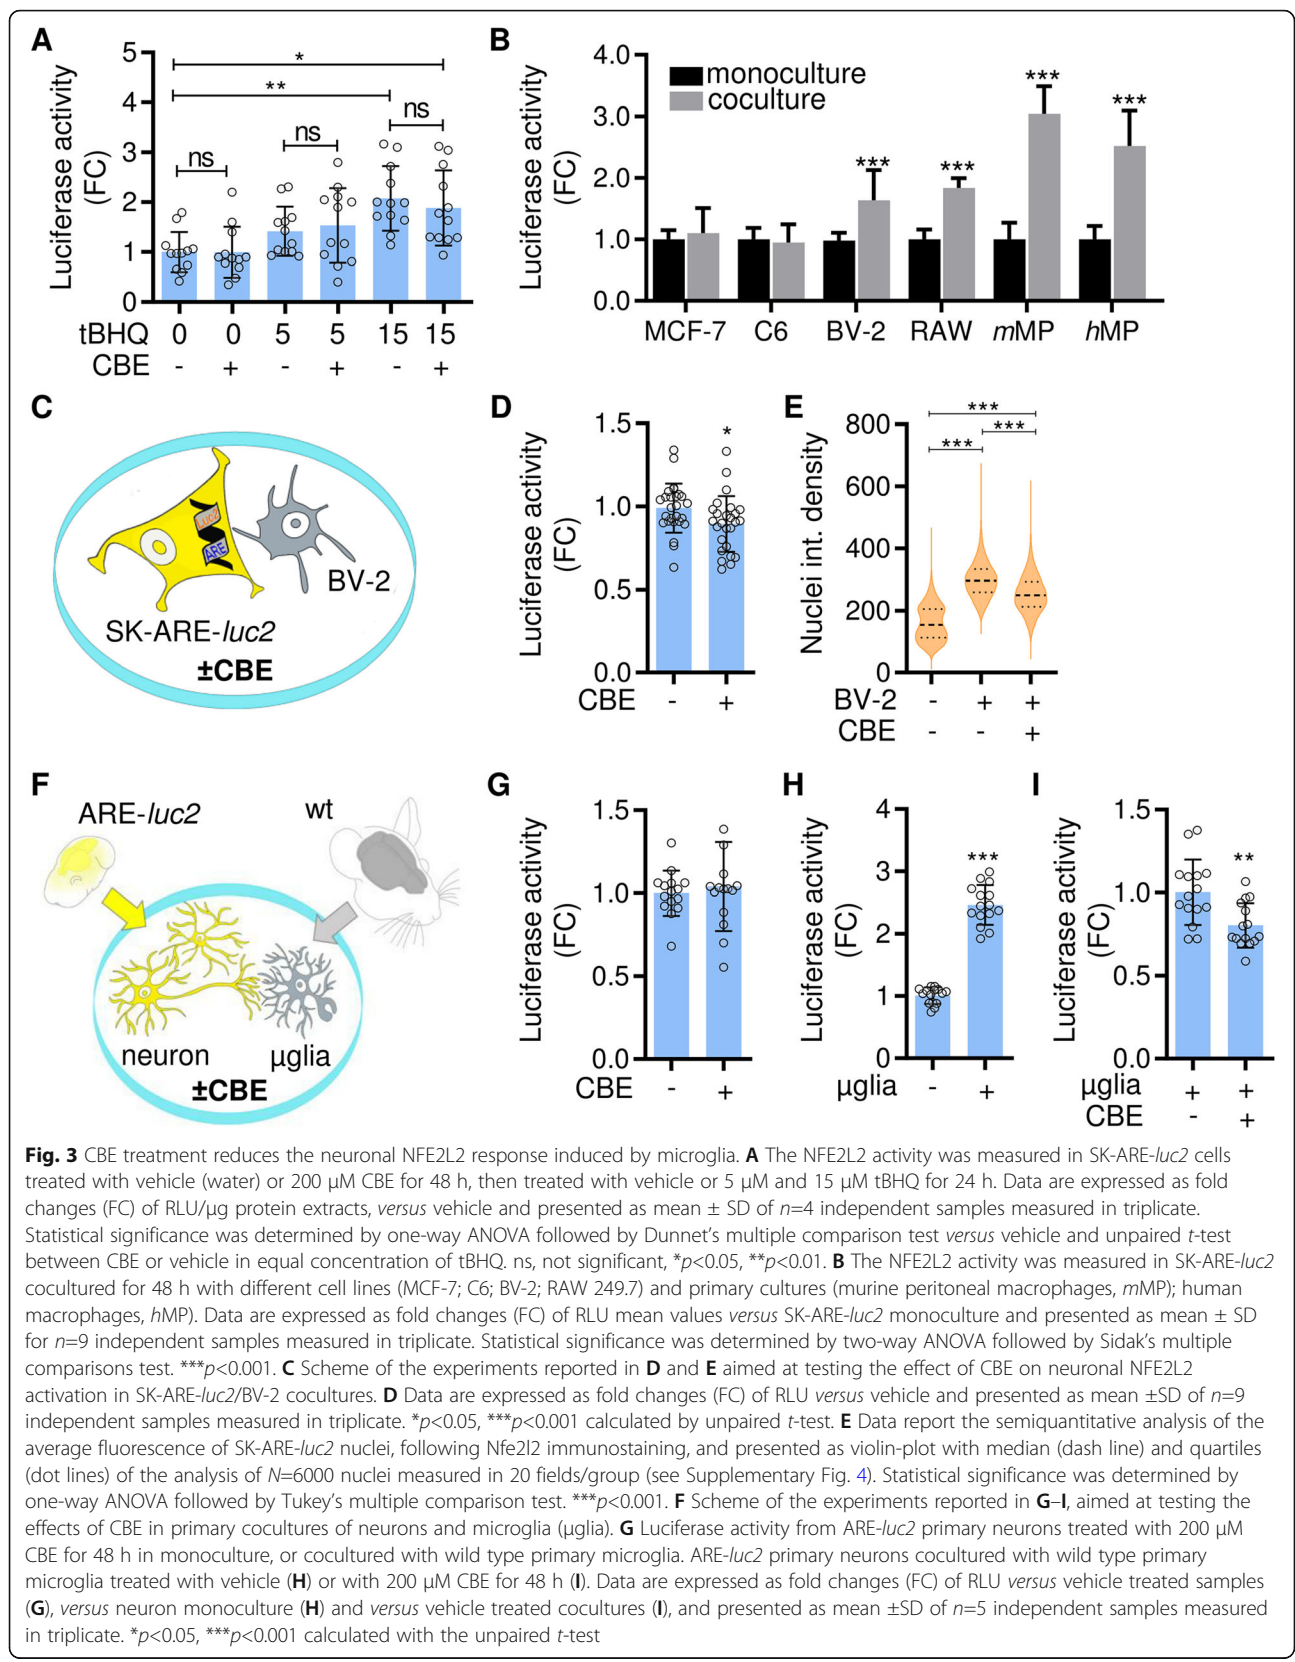 A
Luciferase activity
(FC)
5
4
3
2
1
0
*
**
ns
ns
ns
tBHQ 0 0 5 5 15 15
CBE - + - + - +
B
Luciferase activity
(FC)
4.0
3.0
2.0
1.0
0.0
monoculture
coculture
*** *** *** ***
MCF-7 C6 BV-2 RAW mMP hMP
C
Luc2
ARE
BV-2
SK-ARE-luc2
±CBE
D
Luciferase activity
(FC)
1.5
1.0
0.5
0.0
*
CBE - +
E
Nuclei int. density
800
600
400
200
0
***
***
***
BV-2 - + +
CBE - - +
F
ARE-luc2
wt
neuron
µglia
±CBE
G
Luciferase activity
(FC)
1.5
1.0
0.5
0.0
CBE - +
H
Luciferase activity
(FC)
4
3
2
1
0
***
µglia - +
I
Luciferase activity
(FC)
1.5
1.0
0.5
0.0
**
µglia + +
CBE - +
Fig. 3 CBE treatment reduces the neuronal NFE2L2 response induced by microglia. A The NFE2L2 activity was measured in SK-ARE-luc2 cells
treated with vehicle (water) or 200 µM CBE for 48 h, then treated with vehicle or 5 µM and 15 µM tBHQ for 24 h. Data are expressed as fold
changes (FC) of RLU/µg protein extracts, versus vehicle and presented as mean ± SD of n=4 independent samples measured in triplicate.
Statistical significance was determined by one-way ANOVA followed by Dunnet's multiple comparison test versus vehicle and unpaired t-test
between CBE or vehicle in equal concentration of tBHQ. ns, not significant, *p<0.05, **p<0.01. B The NFE2L2 activity was measured in SK-ARE-luc2
cocultured for 48 h with different cell lines (MCF-7; C6; BV-2; RAW 249.7) and primary cultures (murine peritoneal macrophages, mMP); human
macrophages, hMP). Data are expressed as fold changes (FC) of RLU mean values versus SK-ARE-luc2 monoculture and presented as mean ± SD
for n=9 independent samples measured in triplicate. Statistical significance was determined by two-way ANOVA followed by Sidak's multiple
comparisons test. ***p<0.001. C Scheme of the experiments reported in D and E aimed at testing the effect of CBE on neuronal NFE2L2
activation in SK-ARE-luc2/BV-2 cocultures. D Data are expressed as fold changes (FC) of RLU versus vehicle and presented as mean ±SD of n=9
independent samples measured in triplicate. *p<0.05, ***p<0.001 calculated by unpaired t-test. E Data report the semiquantitative analysis of the
average fluorescence of SK-ARE-luc2 nuclei, following Nfe2l2 immunostaining, and presented as violin-plot with median (dash line) and quartiles
(dot lines) of the analysis of N=6000 nuclei measured in 20 fields/group (see Supplementary Fig. 4). Statistical significance was determined by
one-way ANOVA followed by Tukey's multiple comparison test. ***p<0.001. F Scheme of the experiments reported in G–I, aimed at testing the
effects of CBE in primary cocultures of neurons and microglia (µglia). G Luciferase activity from ARE-luc2 primary neurons treated with 200 µM
CBE for 48 h in monoculture, or cocultured with wild type primary microglia. ARE-luc2 primary neurons cocultured with wild type primary
microglia treated with vehicle (H) or with 200 µM CBE for 48 h (I). Data are expressed as fold changes (FC) of RLU versus vehicle treated samples
(G), versus neuron monoculture (H) and versus vehicle treated cocultures (I), and presented as mean ±SD of n=5 independent samples measured
in triplicate. *p<0.05, ***p<0.001 calculated with the unpaired t-test